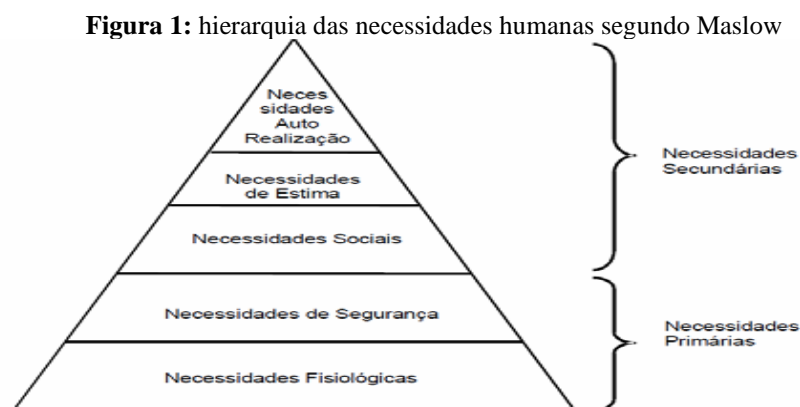 Figura 1: hierarquia das necessidades humanas segundo Maslow
Neces
sidades
Auto
Realização
Necessidades
de Estima
Necessidades Sociais
Necessidades
Secundárias
Necessidades de Segurança
Necessidades Fisiológicas
Necessidades
Primárias